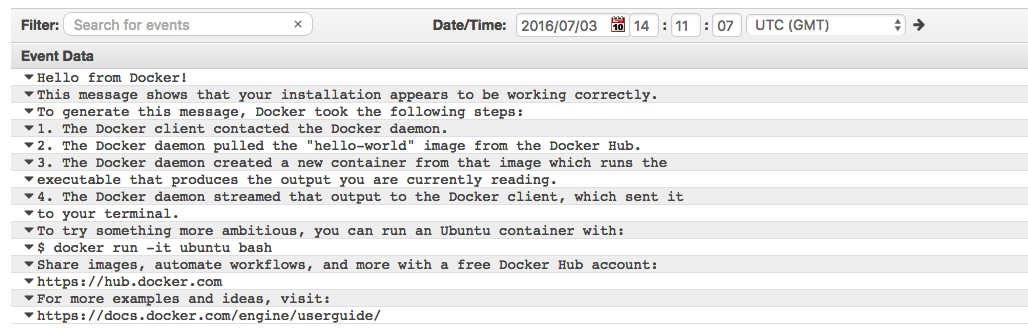 Filter: Search for events × Date/Time: 2016/07/03 10 14 : 11 : 07 UTC (GMT)
Event Data
Hello from Docker!
This message shows that your installation appears to be working correctly.
To generate this message, Docker took the following steps:
1. The Docker client contacted the Docker daemon.
2. The Docker daemon pulled the "hello-world" image from the Docker Hub.
3. The Docker daemon created a new container from that image which runs the
executable that produces the output you are currently reading.
4. The Docker daemon streamed that output to the Docker client, which sent it
to your terminal.
To try something more ambitious, you can run an Ubuntu container with:
$ docker run -it ubuntu bash
Share images, automate workflows, and more with a free Docker Hub account:
https://hub.docker.com
For more examples and ideas, visit:
https://docs.docker.com/engine/userguide/